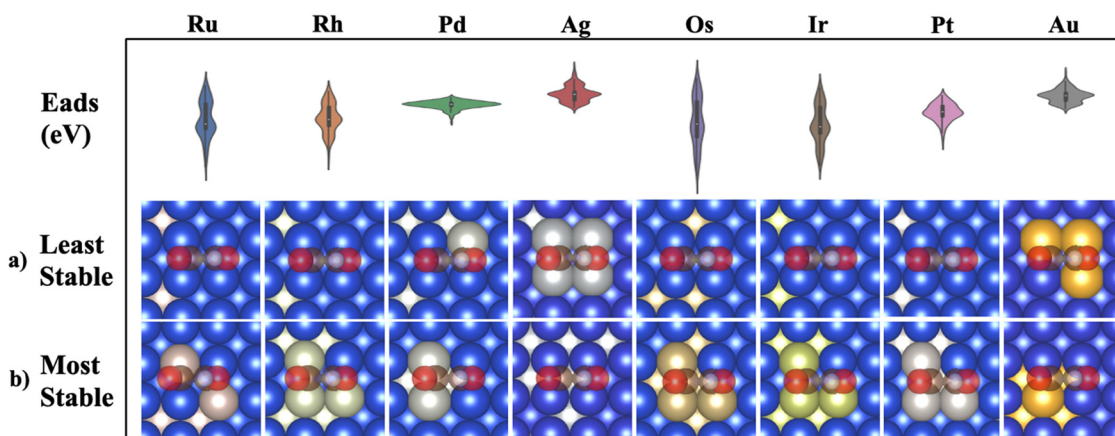 Ru Rh Pd Ag Os Ir Pt Au
Eads
(eV)
a) Least
Stable
b) Most
Stable